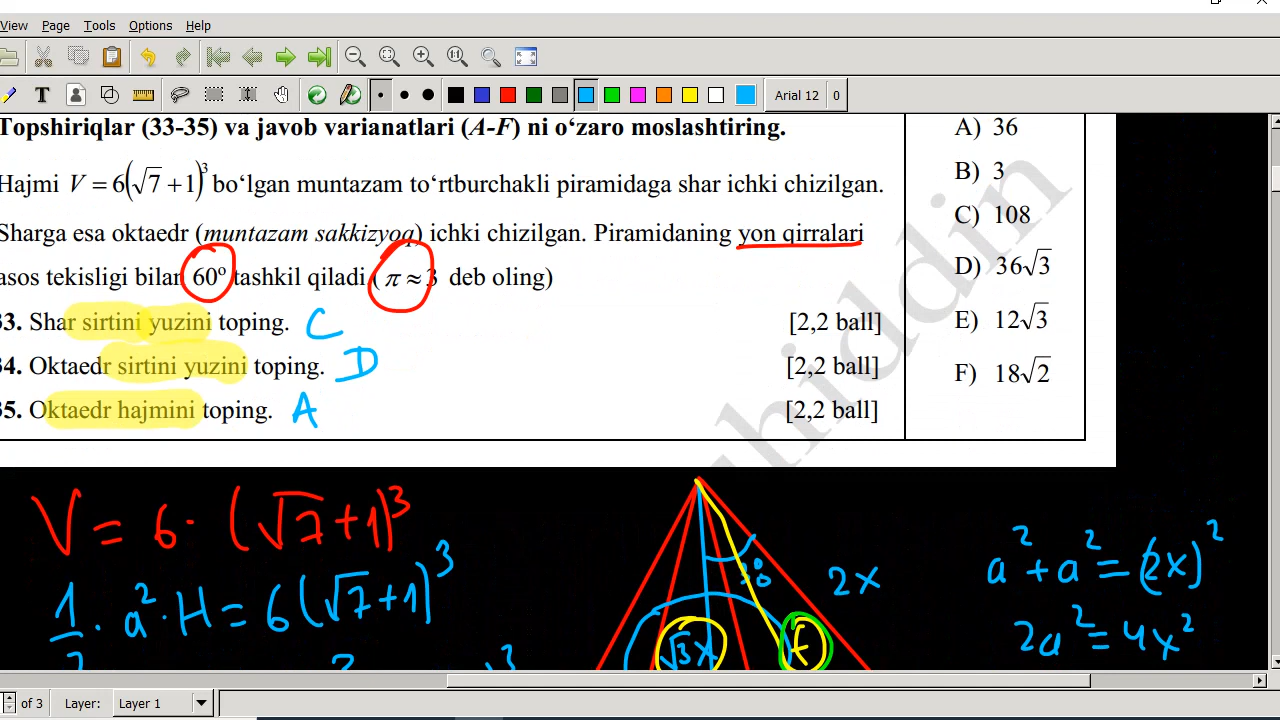 View Page Tools Options Help
Arial 12 0
Topshiriqlar (33-35) va javob varianatlari (A-F) ni o‘zaro moslashtiring.
Hajmi V = 6(√7 + 1)³ bo‘lgan muntazam to‘rtburchakli piramidaga shar ichki chizilgan.
Sharga esa oktaedr (muntazam sakkizyoq) ichki chizilgan. Piramidaning yon qirralari
asos tekisligi bilan 60º tashkil qiladi ( π ≈ 3 deb oling)
33. Shar sirtini yuzini toping. C [2,2 ball]
34. Oktaedr sirtini yuzini toping. D [2,2 ball]
35. Oktaedr hajmini toping. A [2,2 ball]
A) 36
B) 3
C) 108
D) 36√3
E) 12√3
F) 18√2
hiddin
V = 6 · (√7+1)³
1/3 · a² · H = 6(√7+1)³
30
2x
√3x
f
a² + a² = (2x)²
2a² = 4x²
of 3 Layer: Layer 1